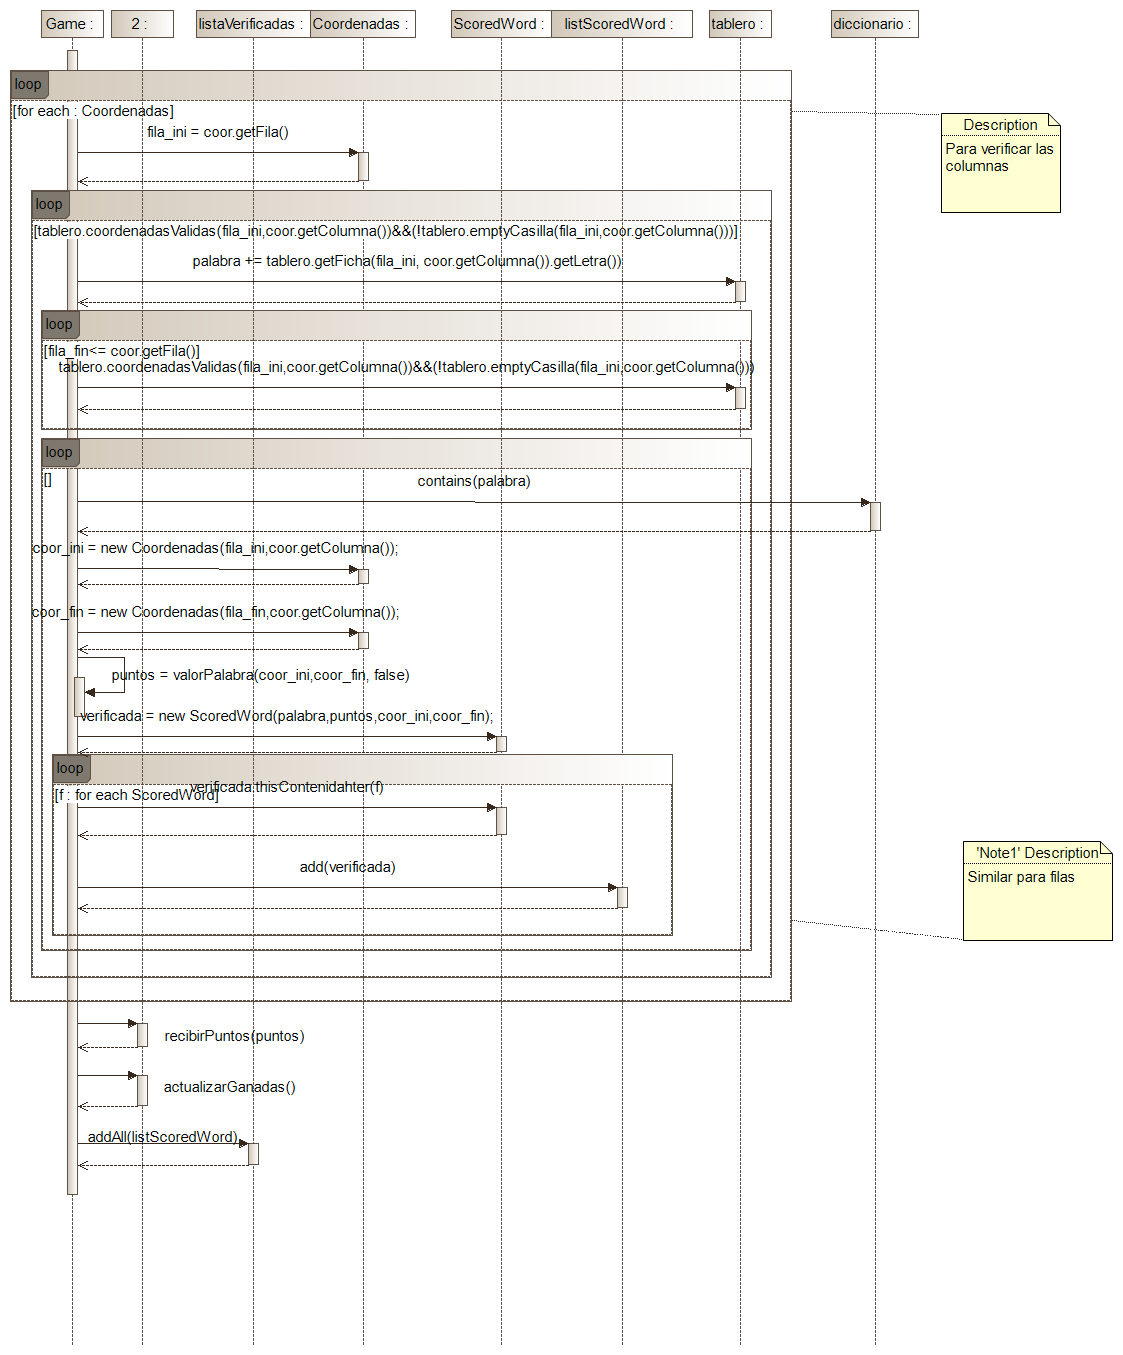 Game :
2 :
listaVerificadas :
Coordenadas :
ScoredWord :
listScoredWord :
tablero :
diccionario :
loop
[for each : Coordenadas]
Description
Para verificar las
columnas
fila_ini = coor.getFila()
loop
[tablero.coordenadasValidas(fila_ini,coor.getColumna())&&(!tablero.emptyCasilla(fila_ini,coor.getColumna()))]
palabra += tablero.getFicha(fila_ini, coor.getColumna()).getLetra())
loop
[fila_fin<= coor.getFila()]
tablero.coordenadasValidas(fila_ini,coor.getColumna())&&(!tablero.emptyCasilla(fila_ini,coor.getColumna()))
loop
[]
contains(palabra)
coor_ini = new Coordenadas(fila_ini,coor.getColumna());
coor_fin = new Coordenadas(fila_fin,coor.getColumna());
puntos = valorPalabra(coor_ini,coor_fin, false)
verificada = new ScoredWord(palabra,puntos,coor_ini,coor_fin);
loop
verificada.thisContenidahter(f)
[f : for each ScoredWord]
add(verificada)
'Note1' Description
Similar para filas
recibirPuntos(puntos)
actualizarGanadas()
addAll(listScoredWord)